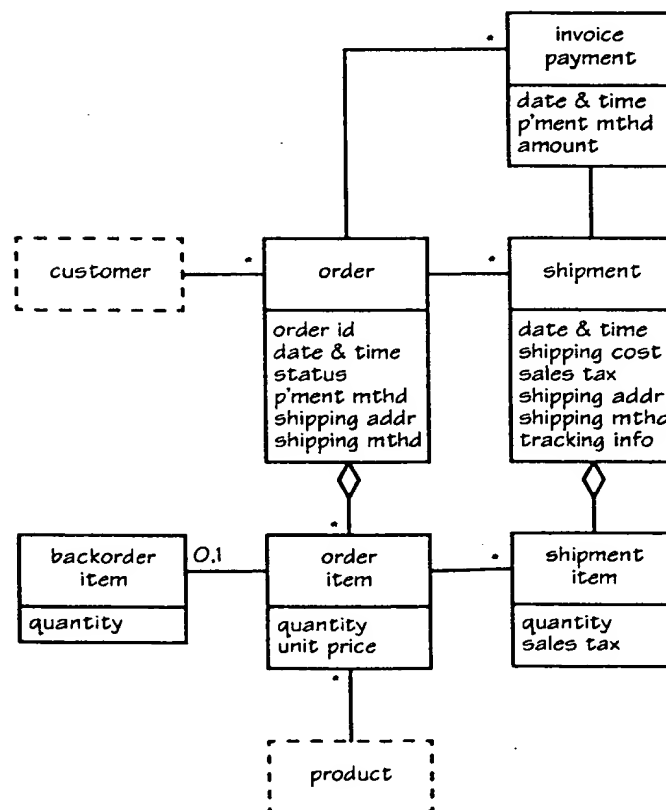 *
invoice
payment
date & time
p'ment mthd
amount
customer
*
order
*
shipment
order id
date & time
status
p'ment mthd
shipping addr
shipping mthd
date & time
shipping cost
sales tax
shipping addr
shipping mthd
tracking info
*
backorder
item
0,1
order
item
*
shipment
item
quantity
quantity
unit price
quantity
sales tax
*
product